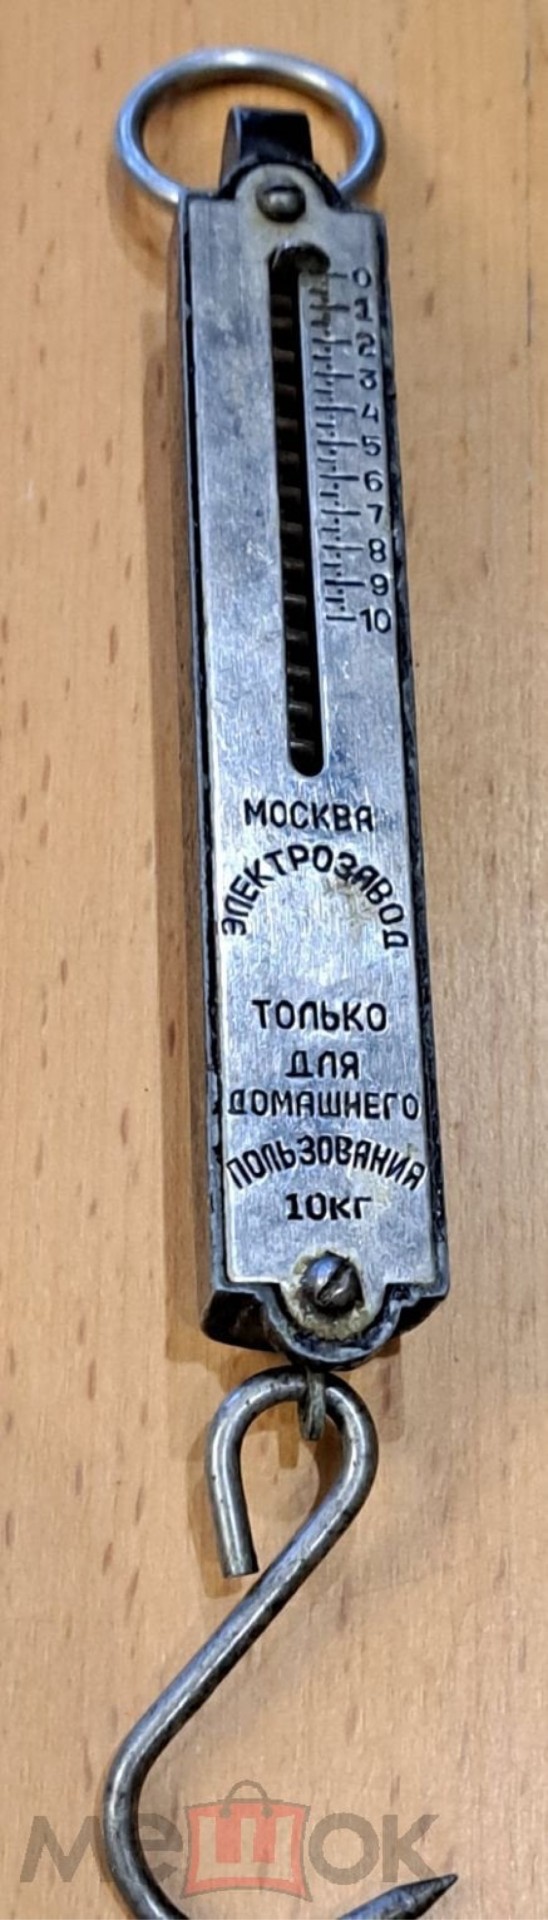 0
1
2
3
4
5
6
7
8
9
10
МОСКВА
ЭЛЕКТРОЗАВОД
ТОЛЬКО
ДЛЯ
ДОМАШНЕГО
ПОЛЬЗОВАНИЯ
10кг
мешок